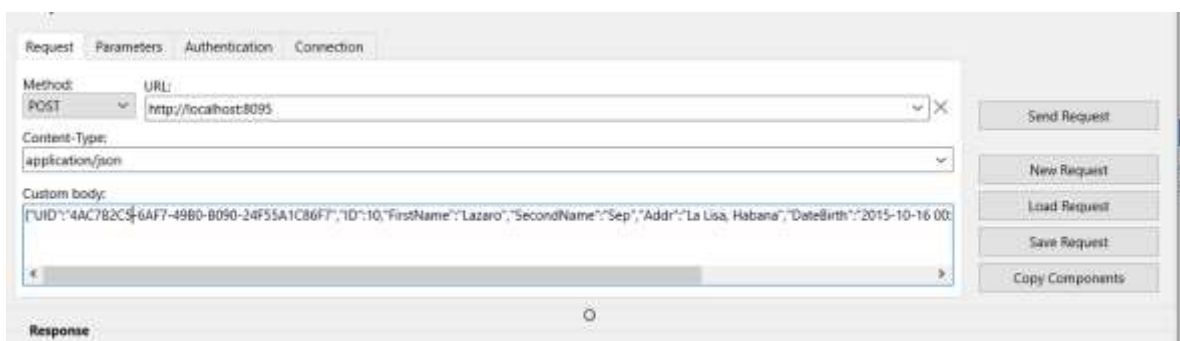 Request Parameters Authentication Connection
Method: URL:
POST http://localhost:8095
Send Request
Content-Type:
application/json
New Request
Custom body:
{"UID":"4AC7B2C5-6AF7-49B0-B090-24F55A1C86F7","ID":10,"FirstName":"Lazaro","SecondName":"Sep","Addr":"La Lisa, Habana","DateBirth":"2015-10-16 00:
Load Request
Save Request
Copy Components
Response